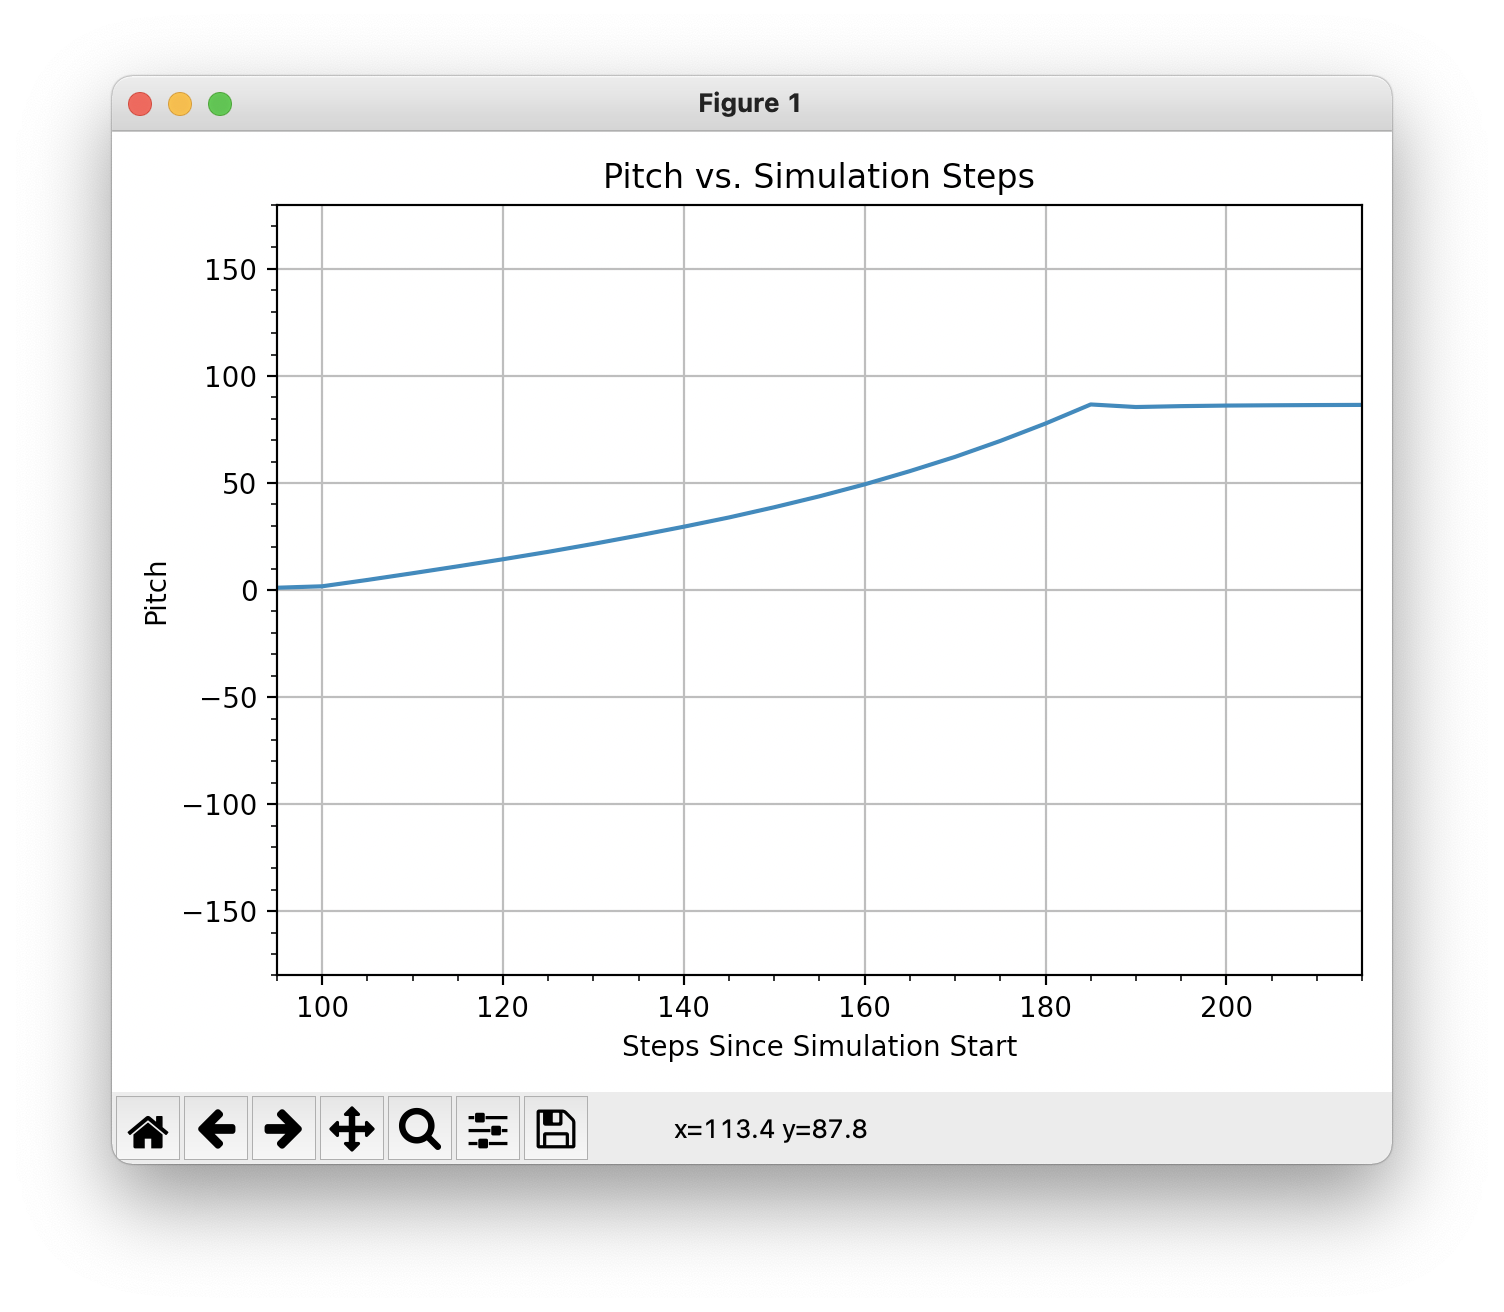 Figure 1
Pitch vs. Simulation Steps
150
100
50
0
−50
−100
−150
Pitch
100 120 140 160 180 200
Steps Since Simulation Start
x=113.4 y=87.8